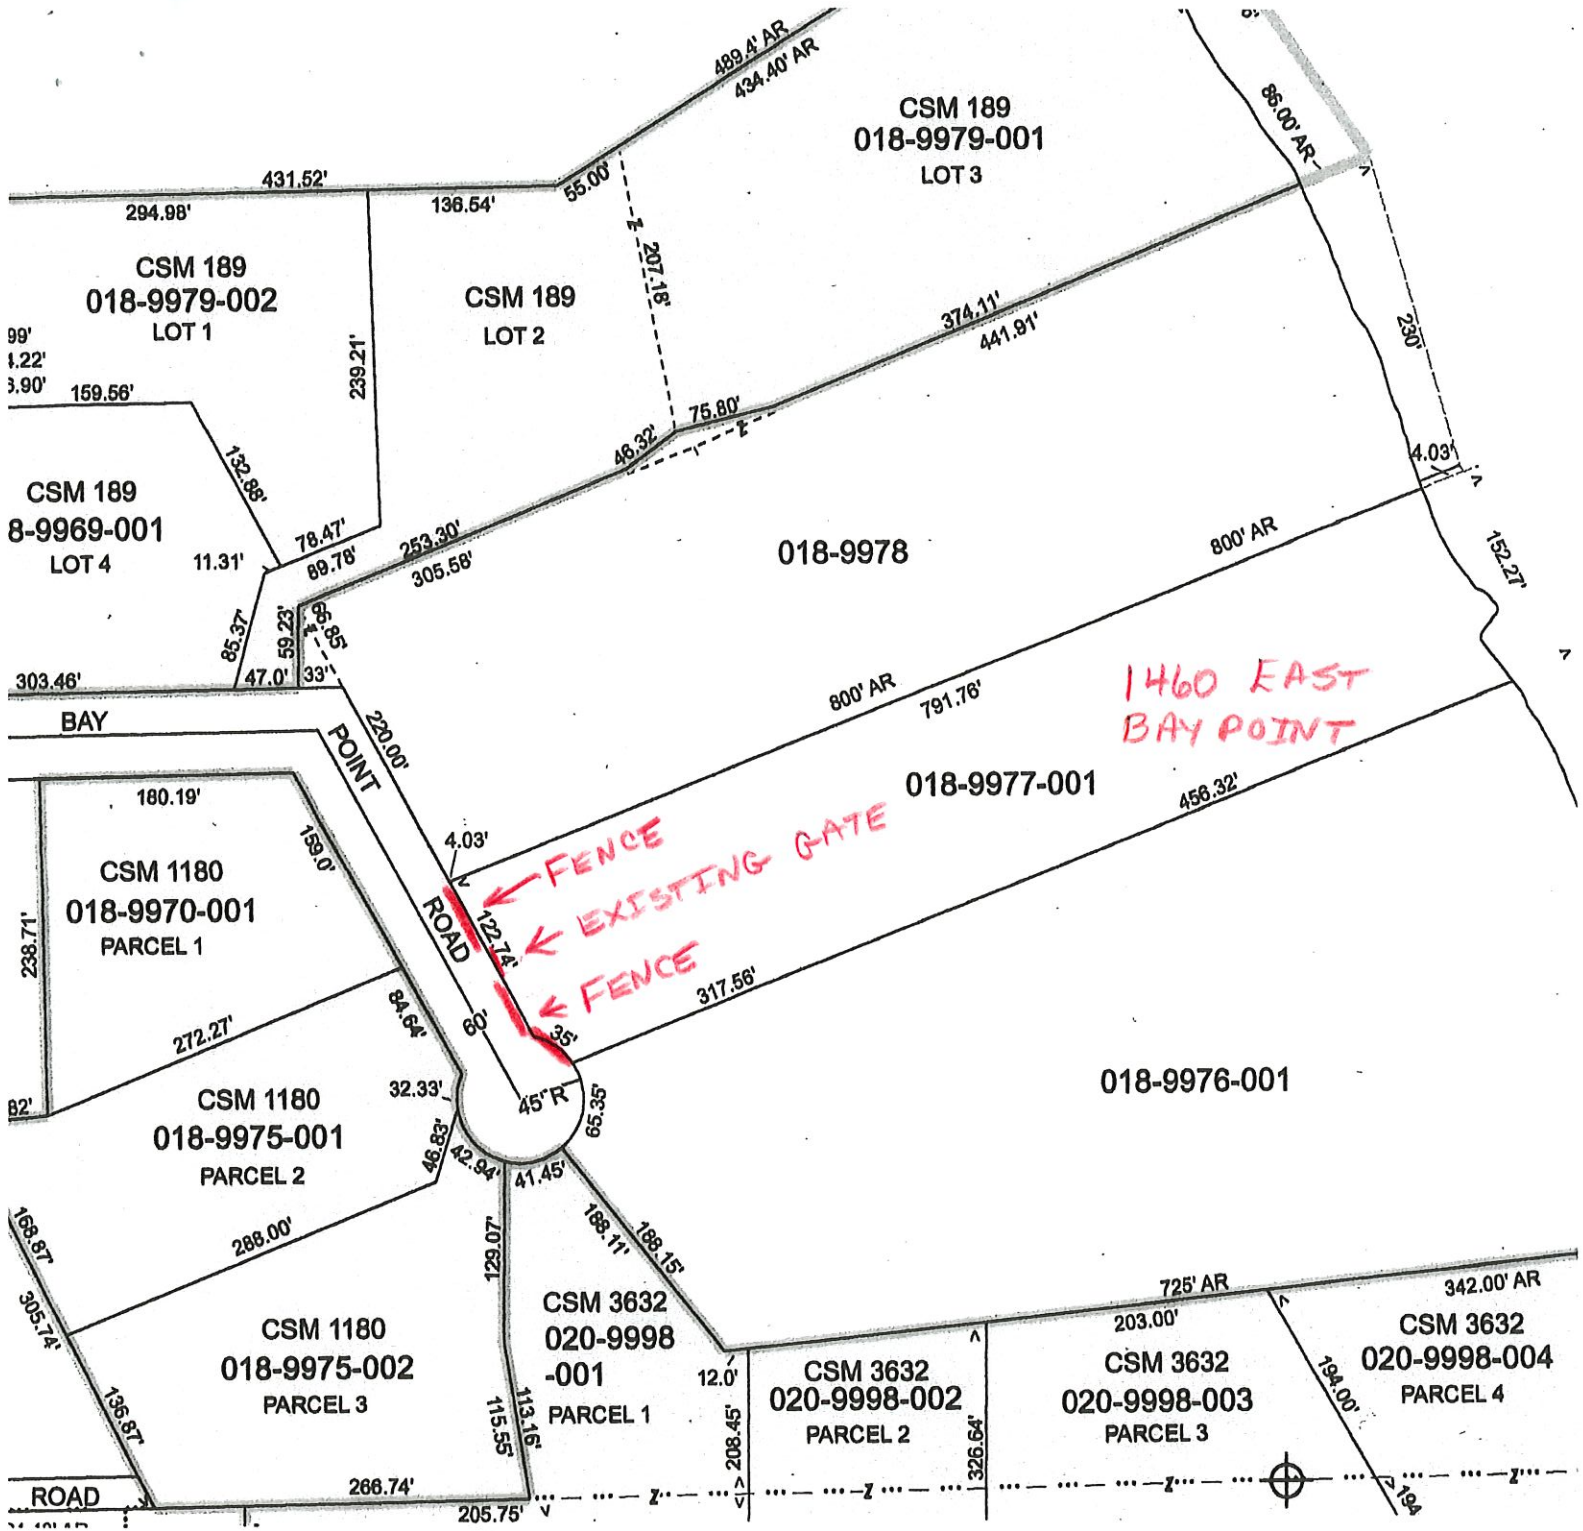 489.4' AR
434.40' AR
CSM 189
018-9979-001
LOT 3
86.00' AR
431.52'
294.98'
136.54'
55.00'
CSM 189
018-9979-002
LOT 1
CSM 189
LOT 2
207.18'
239.21'
374.11'
441.91'
230'
99'
4.22'
3.90'
159.56'
132.88'
75.80'
46.32'
4.03'
CSM 189
8-9969-001
LOT 4
11.31'
78.47'
89.78'
253.30'
305.58'
018-9978
800' AR
152.27'
85.37'
59.23'
66.85'
303.46'
47.0'
33'
BAY
POINT
ROAD
220.00'
800' AR
791.76'
1460 EAST
BAY POINT
018-9977-001
456.32'
180.19'
159.0'
4.03'
FENCE
EXISTING GATE
FENCE
122.74'
CSM 1180
018-9970-001
PARCEL 1
238.71'
84.64'
272.27'
60'
35'
317.56'
32.33'
45' R
65.35'
018-9976-001
82'
CSM 1180
018-9975-001
PARCEL 2
46.83'
42.94'
41.45'
168.87'
288.00'
129.07'
188.11'
188.15'
305.74'
CSM 1180
018-9975-002
PARCEL 3
CSM 3632
020-9998
-001
PARCEL 1
113.16'
115.55'
136.87'
12.0'
725' AR
203.00'
342.00' AR
CSM 3632
020-9998-002
PARCEL 2
208.45'
326.64'
CSM 3632
020-9998-003
PARCEL 3
194.00'
CSM 3632
020-9998-004
PARCEL 4
194
ROAD
266.74'
205.75'